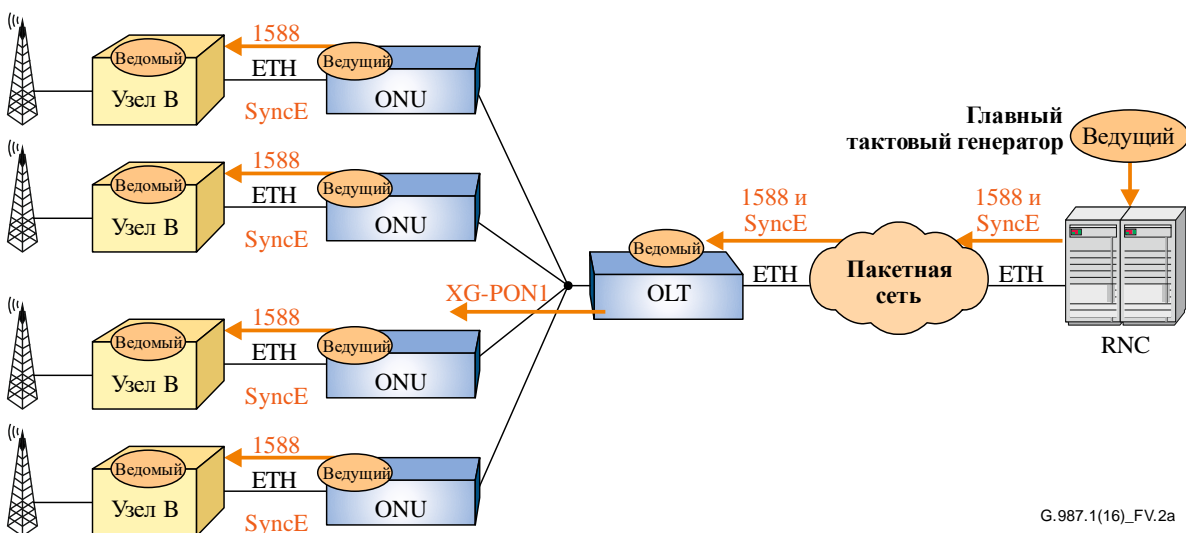 1588
Ведомый
Ведущий
ETH
Узел B
ONU
SyncE
1588
Ведомый
Ведущий
ETH
Узел B
ONU
SyncE
Главный
тактовый генератор
Ведущий
1588 и
SyncE
1588 и
SyncE
Ведомый
Пакетная
сеть
ETH
ETH
OLT
XG-PON1
RNC
1588
Ведомый
Ведущий
ETH
Узел B
ONU
SyncE
1588
Ведомый
Ведущий
ETH
Узел B
ONU
SyncE
G.987.1(16)_FV.2a